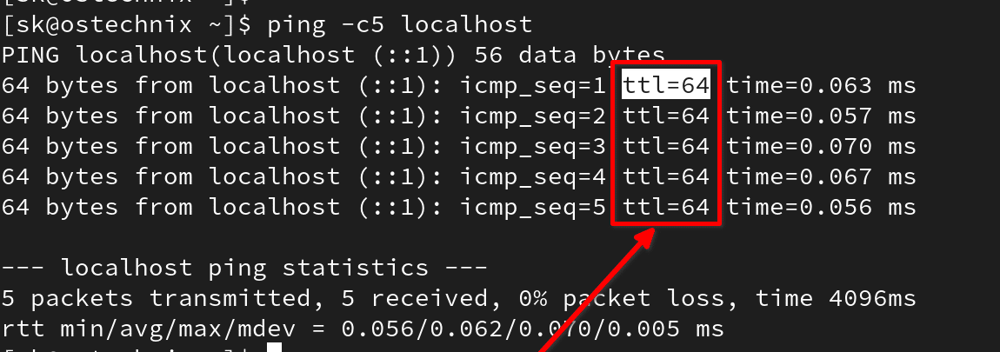 [sk@ostechnix ~]$
[sk@ostechnix ~]$ ping -c5 localhost
PING localhost(localhost (::1)) 56 data bytes
64 bytes from localhost (::1): icmp_seq=1 ttl=64 time=0.063 ms
64 bytes from localhost (::1): icmp_seq=2 ttl=64 time=0.057 ms
64 bytes from localhost (::1): icmp_seq=3 ttl=64 time=0.070 ms
64 bytes from localhost (::1): icmp_seq=4 ttl=64 time=0.067 ms
64 bytes from localhost (::1): icmp_seq=5 ttl=64 time=0.056 ms
--- localhost ping statistics ---
5 packets transmitted, 5 received, 0% packet loss, time 4096ms
rtt min/avg/max/mdev = 0.056/0.062/0.070/0.005 ms
[sk@ostechnix ~]$